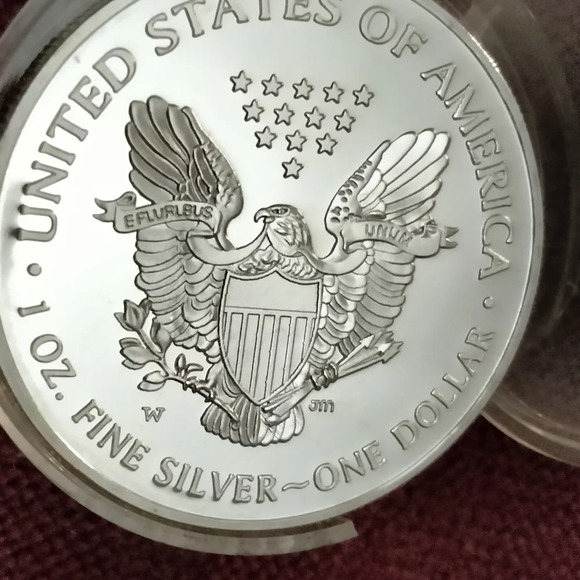 UNITED STATES OF AMERICA
E PLURIBUS
UNUM
W
JM
1 OZ. FINE SILVER~ONE DOLLAR